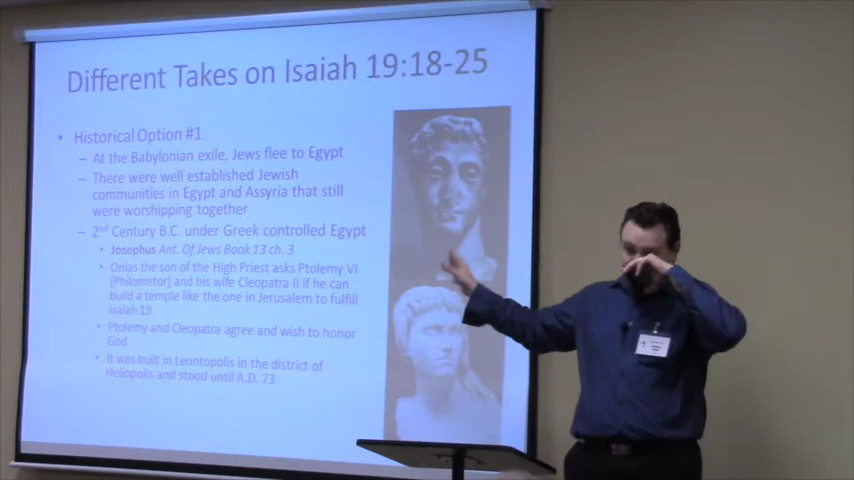 Different Takes on Isaiah 19:18-25
• Historical Option #1
– At the Babylonian exile, Jews flee to Egypt
– There were well established Jewish
communities in Egypt and Assyria that still
were worshipping together
– 2nd Century B.C. under Greek controlled Egypt
• Josephus Ant. Of Jews Book 13 ch. 3
• Onias the son of the High Priest asks Ptolemy VI
(Philometor) and his wife Cleopatra II if he can
build a temple like the one in Jerusalem to fulfill
Isaiah 19
• Ptolemy and Cleopatra agree and wish to honor
God
• It was built in Leontopolis in the district of
Heliopolis and stood until A.D. 73